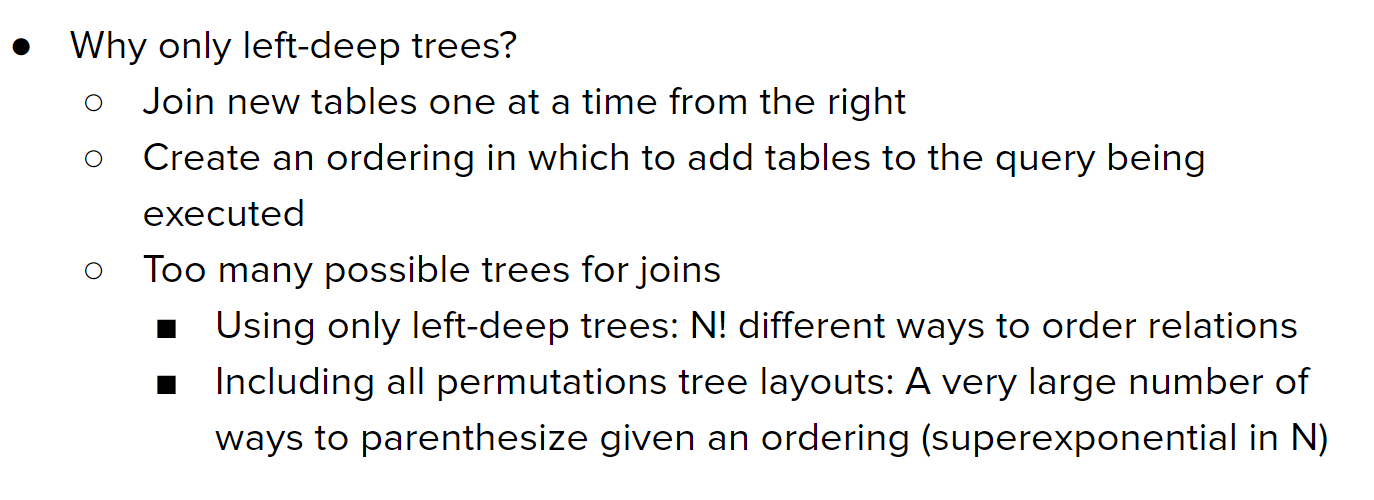 ● Why only left-deep trees?
○ Join new tables one at a time from the right
○ Create an ordering in which to add tables to the query being
executed
○ Too many possible trees for joins
■ Using only left-deep trees: N! different ways to order relations
■ Including all permutations tree layouts: A very large number of
ways to parenthesize given an ordering (superexponential in N)